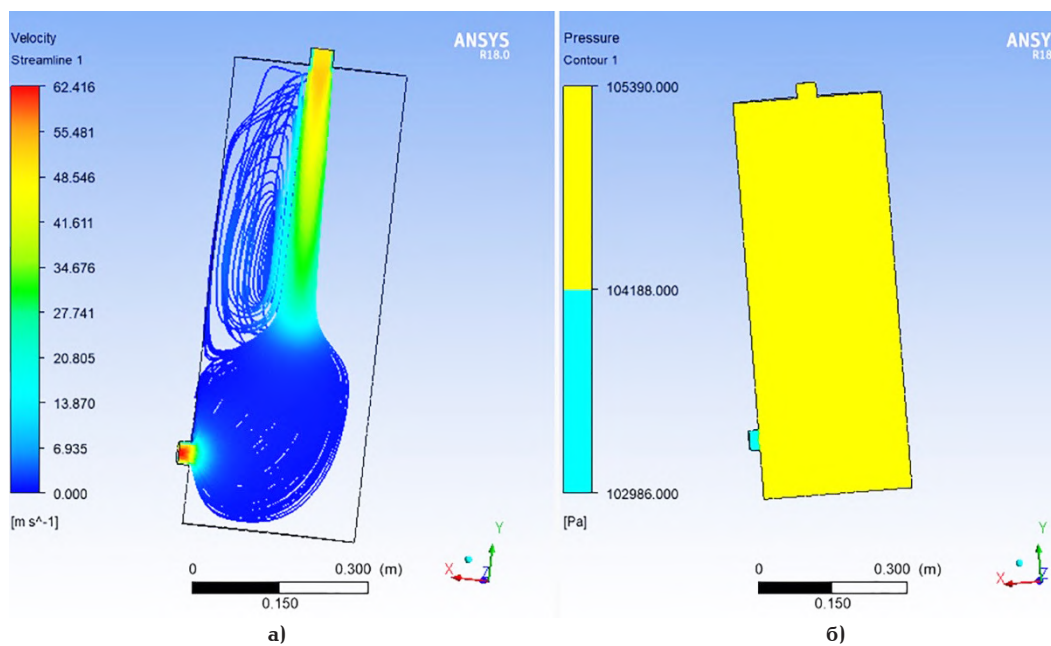 Velocity
Streamline 1
62.416
55.481
48.546
41.611
34.676
27.741
20.805
13.870
6.935
0.000
[m s^-1]
ANSYS
R18.0
0 0.300 (m)
0.150
Y
X
Z
а)
Pressure
Contour 1
105390.000
104188.000
102986.000
[Pa]
ANSY
R18.
0 0.300 (m)
0.150
Y
X
Z
б)